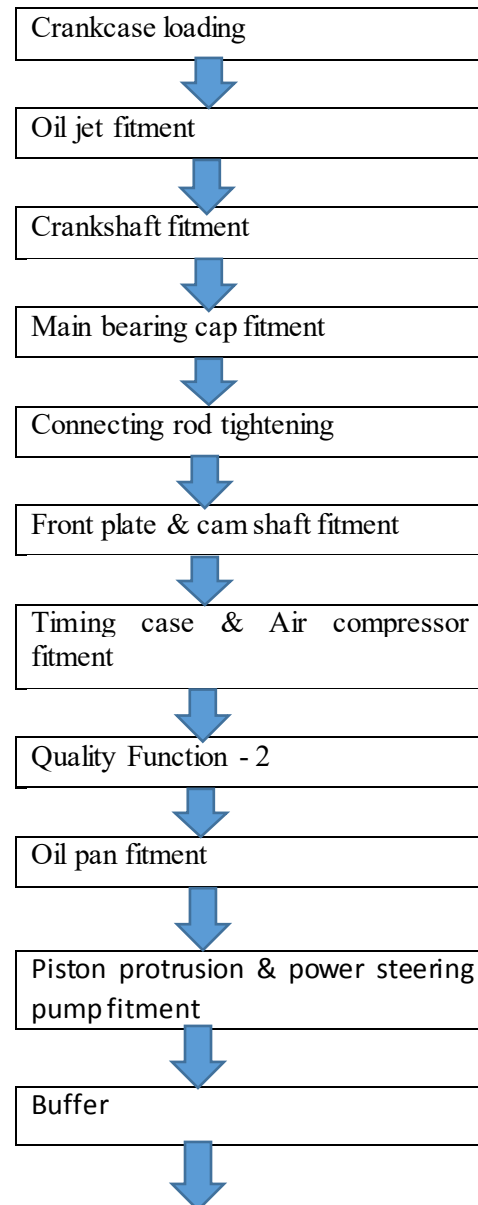 Crankcase loading
Oil jet fitment
Crankshaft fitment
Main bearing cap fitment
Connecting rod tightening
Front plate & cam shaft fitment
Timing case & Air compressor
fitment
Quality Function - 2
Oil pan fitment
Piston protrusion & power steering
pump fitment
Buffer